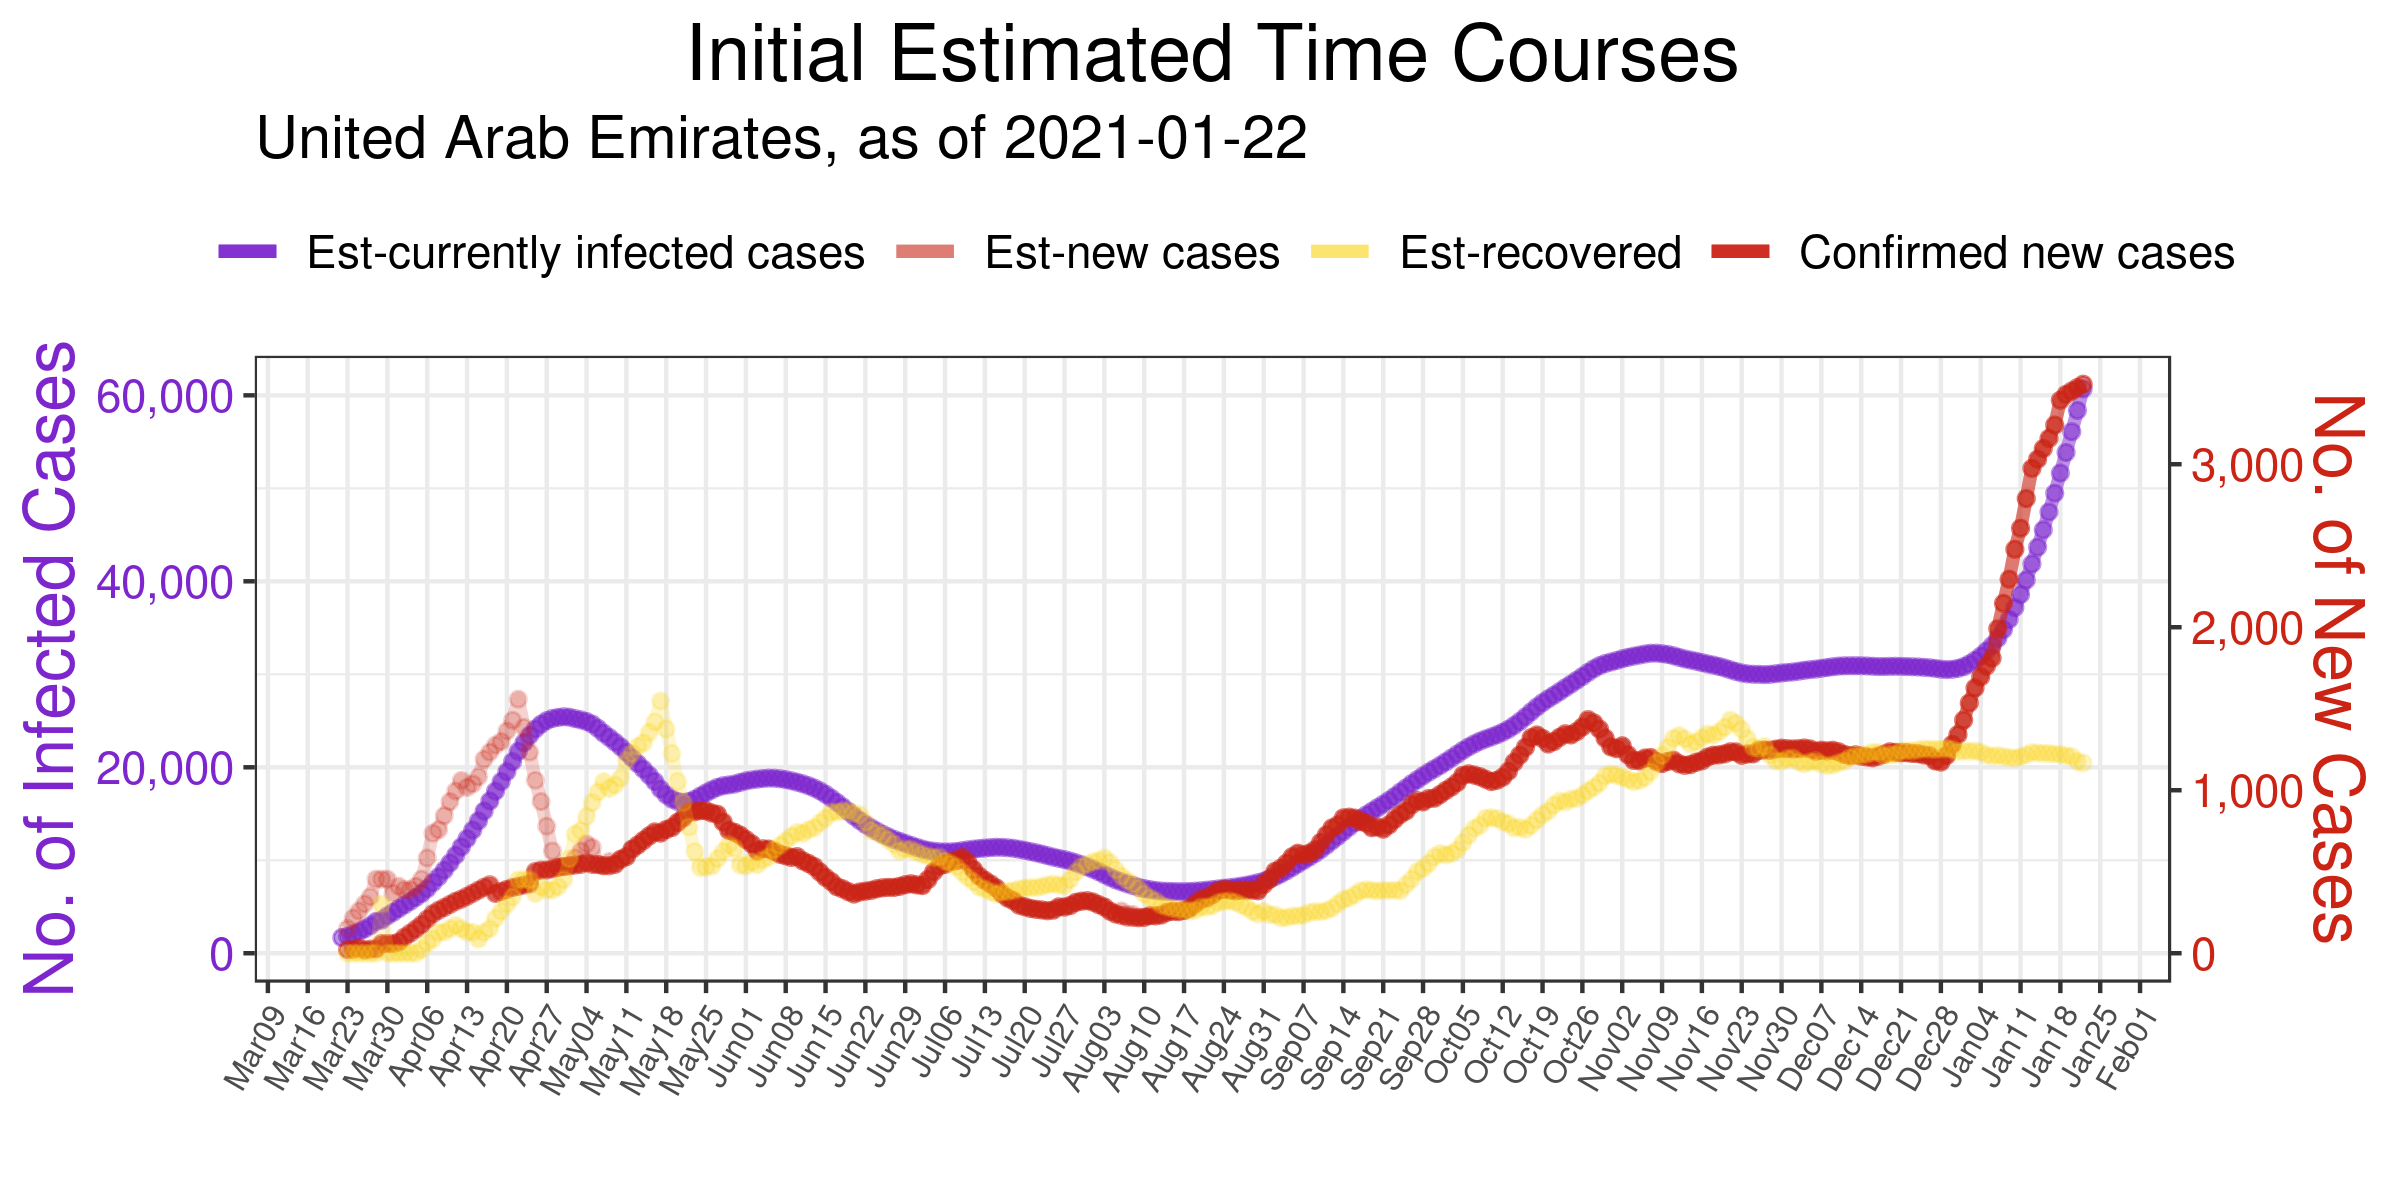 Initial Estimated Time Courses
United Arab Emirates, as of 2021-01-22
Est-currently infected cases Est-new cases Est-recovered Confirmed new cases
No. of Infected Cases
60,000
40,000
20,000
0
3,000
2,000
1,000
0
No. of New Cases
Mar09 Mar16 Mar23 Mar30 Apr06 Apr13 Apr20 Apr27 May04 May11 May18 May25 Jun01 Jun08 Jun15 Jun22 Jun29 Jul06 Jul13 Jul20 Jul27 Aug03 Aug10 Aug17 Aug24 Aug31 Sep07 Sep14 Sep21 Sep28 Oct05 Oct12 Oct19 Oct26 Nov02 Nov09 Nov16 Nov23 Nov30 Dec07 Dec14 Dec21 Dec28 Jan04 Jan11 Jan18 Jan25 Feb01